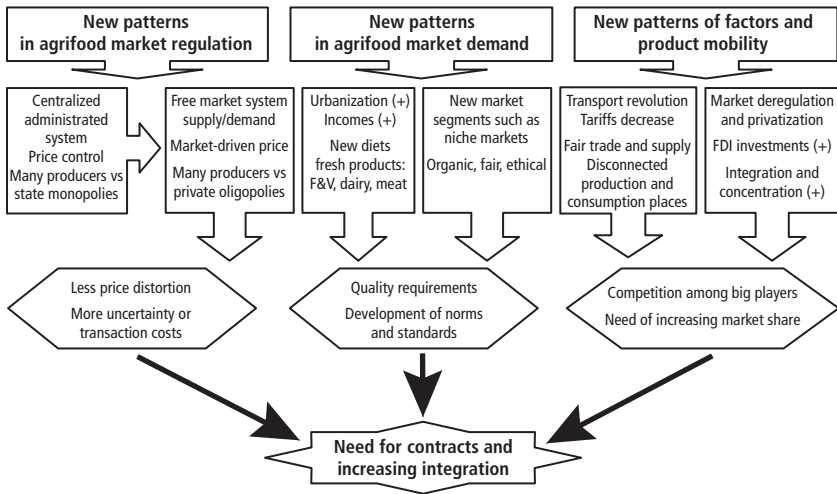 New patterns
in agrifood market regulation
New patterns
in agrifood market demand
New patterns of factors and
product mobility
Centralized
administrated
system
Price control
Many producers vs
state monopolies
Free market system
supply/demand
Market-driven price
Many producers vs
private oligopolies
Urbanization (+)
Incomes (+)
New diets
fresh products:
F&V, dairy, meat
New market
segments such as
niche markets
Organic, fair, ethical
Transport revolution
Tariffs decrease
Fair trade and supply
Disconnected
production and
consumption places
Market deregulation
and privatization
FDI investments (+)
Integration and
concentration (+)
Less price distortion
More uncertainty or
transaction costs
Quality requirements
Development of norms
and standards
Competition among big players
Need of increasing market share
Need for contracts and
increasing integration